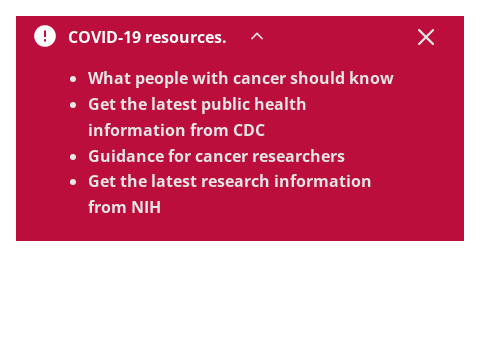 COVID-19 resources.
What people with cancer should know
Get the latest public health
information from CDC
Guidance for cancer researchers
Get the latest research information
from NIH